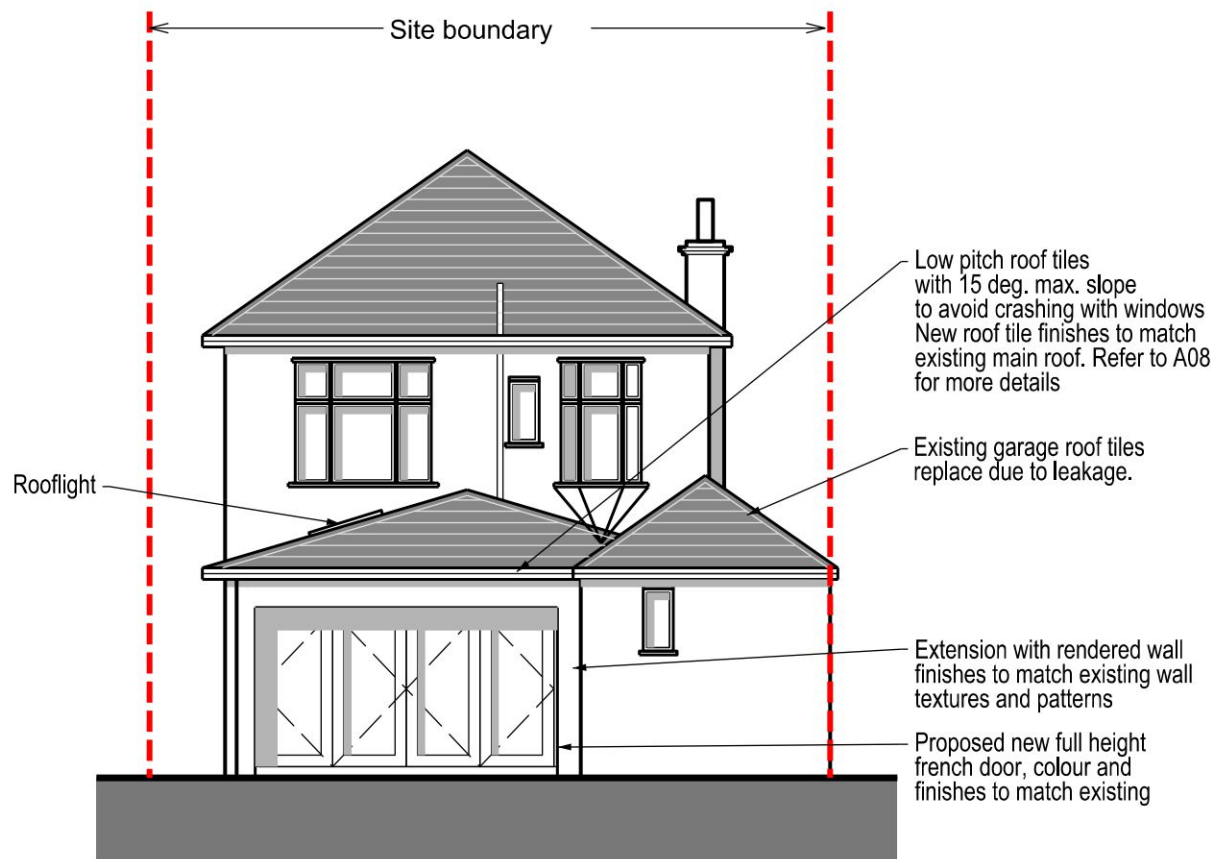 Site boundary
Low pitch roof tiles
with 15 deg. max. slope
to avoid crashing with windows
New roof tile finishes to match
existing main roof. Refer to A08
for more details
Existing garage roof tiles
replace due to leakage.
Rooflight
Extension with rendered wall
finishes to match existing wall
textures and patterns
Proposed new full height
french door, colour and
finishes to match existing